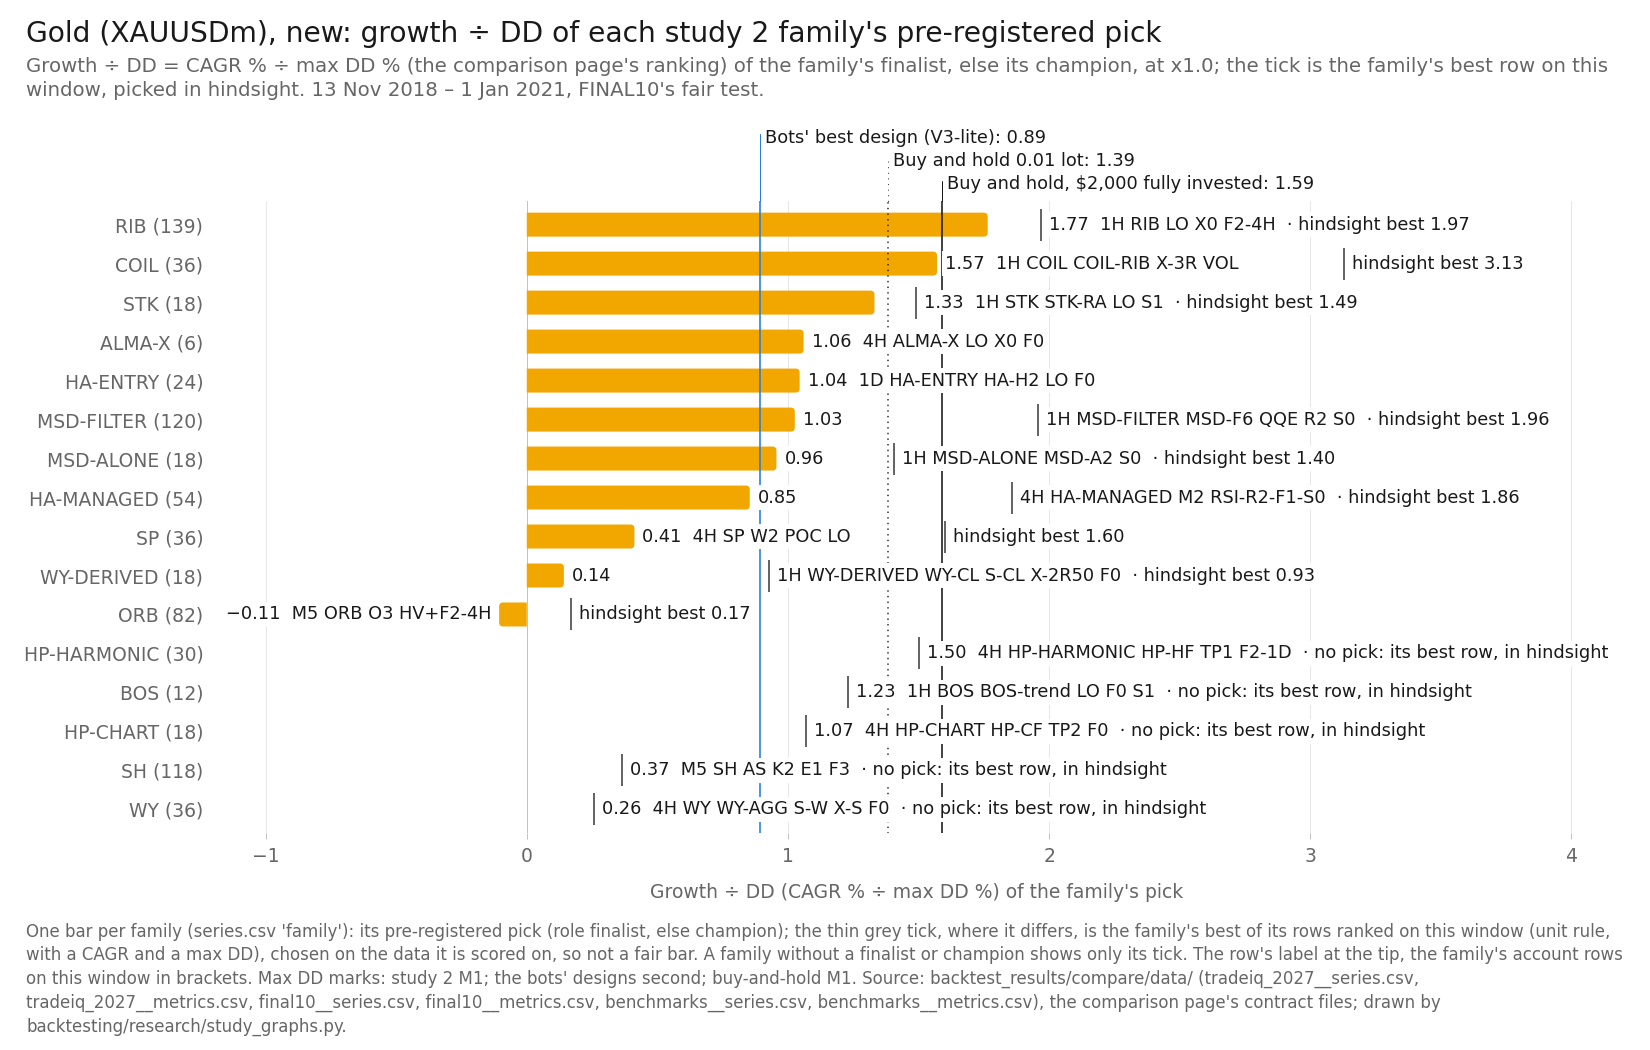 Gold (XAUUSDm), new: growth ÷ DD of each study 2 family's pre-registered pick
Growth ÷ DD = CAGR % ÷ max DD % (the comparison page's ranking) of the family's finalist, else its champion, at x1.0; the tick is the family's best row on this
window, picked in hindsight. 13 Nov 2018 – 1 Jan 2021, FINAL10's fair test.
Bots' best design (V3-lite): 0.89
Buy and hold 0.01 lot: 1.39
Buy and hold, $2,000 fully invested: 1.59
RIB (139) 1.77 1H RIB LO X0 F2-4H · hindsight best 1.97
COIL (36) 1.57 1H COIL COIL-RIB X-3R VOL hindsight best 3.13
STK (18) 1.33 1H STK STK-RA LO S1 · hindsight best 1.49
ALMA-X (6) 1.06 4H ALMA-X LO X0 F0
HA-ENTRY (24) 1.04 1D HA-ENTRY HA-H2 LO F0
MSD-FILTER (120) 1.03 1H MSD-FILTER MSD-F6 QQE R2 S0 · hindsight best 1.96
MSD-ALONE (18) 0.96 1H MSD-ALONE MSD-A2 S0 · hindsight best 1.40
HA-MANAGED (54) 0.85 4H HA-MANAGED M2 RSI-R2-F1-S0 · hindsight best 1.86
SP (36) 0.41 4H SP W2 POC LO hindsight best 1.60
WY-DERIVED (18) 0.14 1H WY-DERIVED WY-CL S-CL X-2R50 F0 · hindsight best 0.93
ORB (82) −0.11 M5 ORB O3 HV+F2-4H hindsight best 0.17
HP-HARMONIC (30) 1.50 4H HP-HARMONIC HP-HF TP1 F2-1D · no pick: its best row, in hindsight
BOS (12) 1.23 1H BOS BOS-trend LO F0 S1 · no pick: its best row, in hindsight
HP-CHART (18) 1.07 4H HP-CHART HP-CF TP2 F0 · no pick: its best row, in hindsight
SH (118) 0.37 M5 SH AS K2 E1 F3 · no pick: its best row, in hindsight
WY (36) 0.26 4H WY WY-AGG S-W X-S F0 · no pick: its best row, in hindsight
−1 0 1 2 3 4
Growth ÷ DD (CAGR % ÷ max DD %) of the family's pick
One bar per family (series.csv 'family'): its pre-registered pick (role finalist, else champion); the thin grey tick, where it differs, is the family's best of its rows ranked on this window (unit rule,
with a CAGR and a max DD), chosen on the data it is scored on, so not a fair bar. A family without a finalist or champion shows only its tick. The row's label at the tip, the family's account rows
on this window in brackets. Max DD marks: study 2 M1; the bots' designs second; buy-and-hold M1. Source: backtest_results/compare/data/ (tradeiq_2027__series.csv,
tradeiq_2027__metrics.csv, final10__series.csv, final10__metrics.csv, benchmarks__series.csv, benchmarks__metrics.csv), the comparison page's contract files; drawn by
backtesting/research/study_graphs.py.